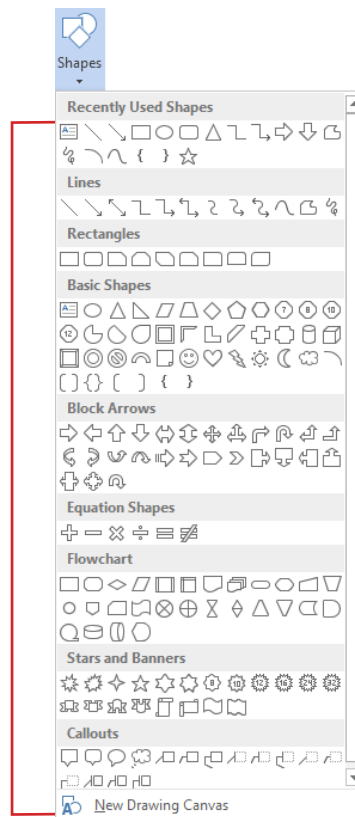 Shapes
Recently Used Shapes
Lines
Rectangles
Basic Shapes
Block Arrows
Equation Shapes
Flowchart
Stars and Banners
Callouts
New Drawing Canvas